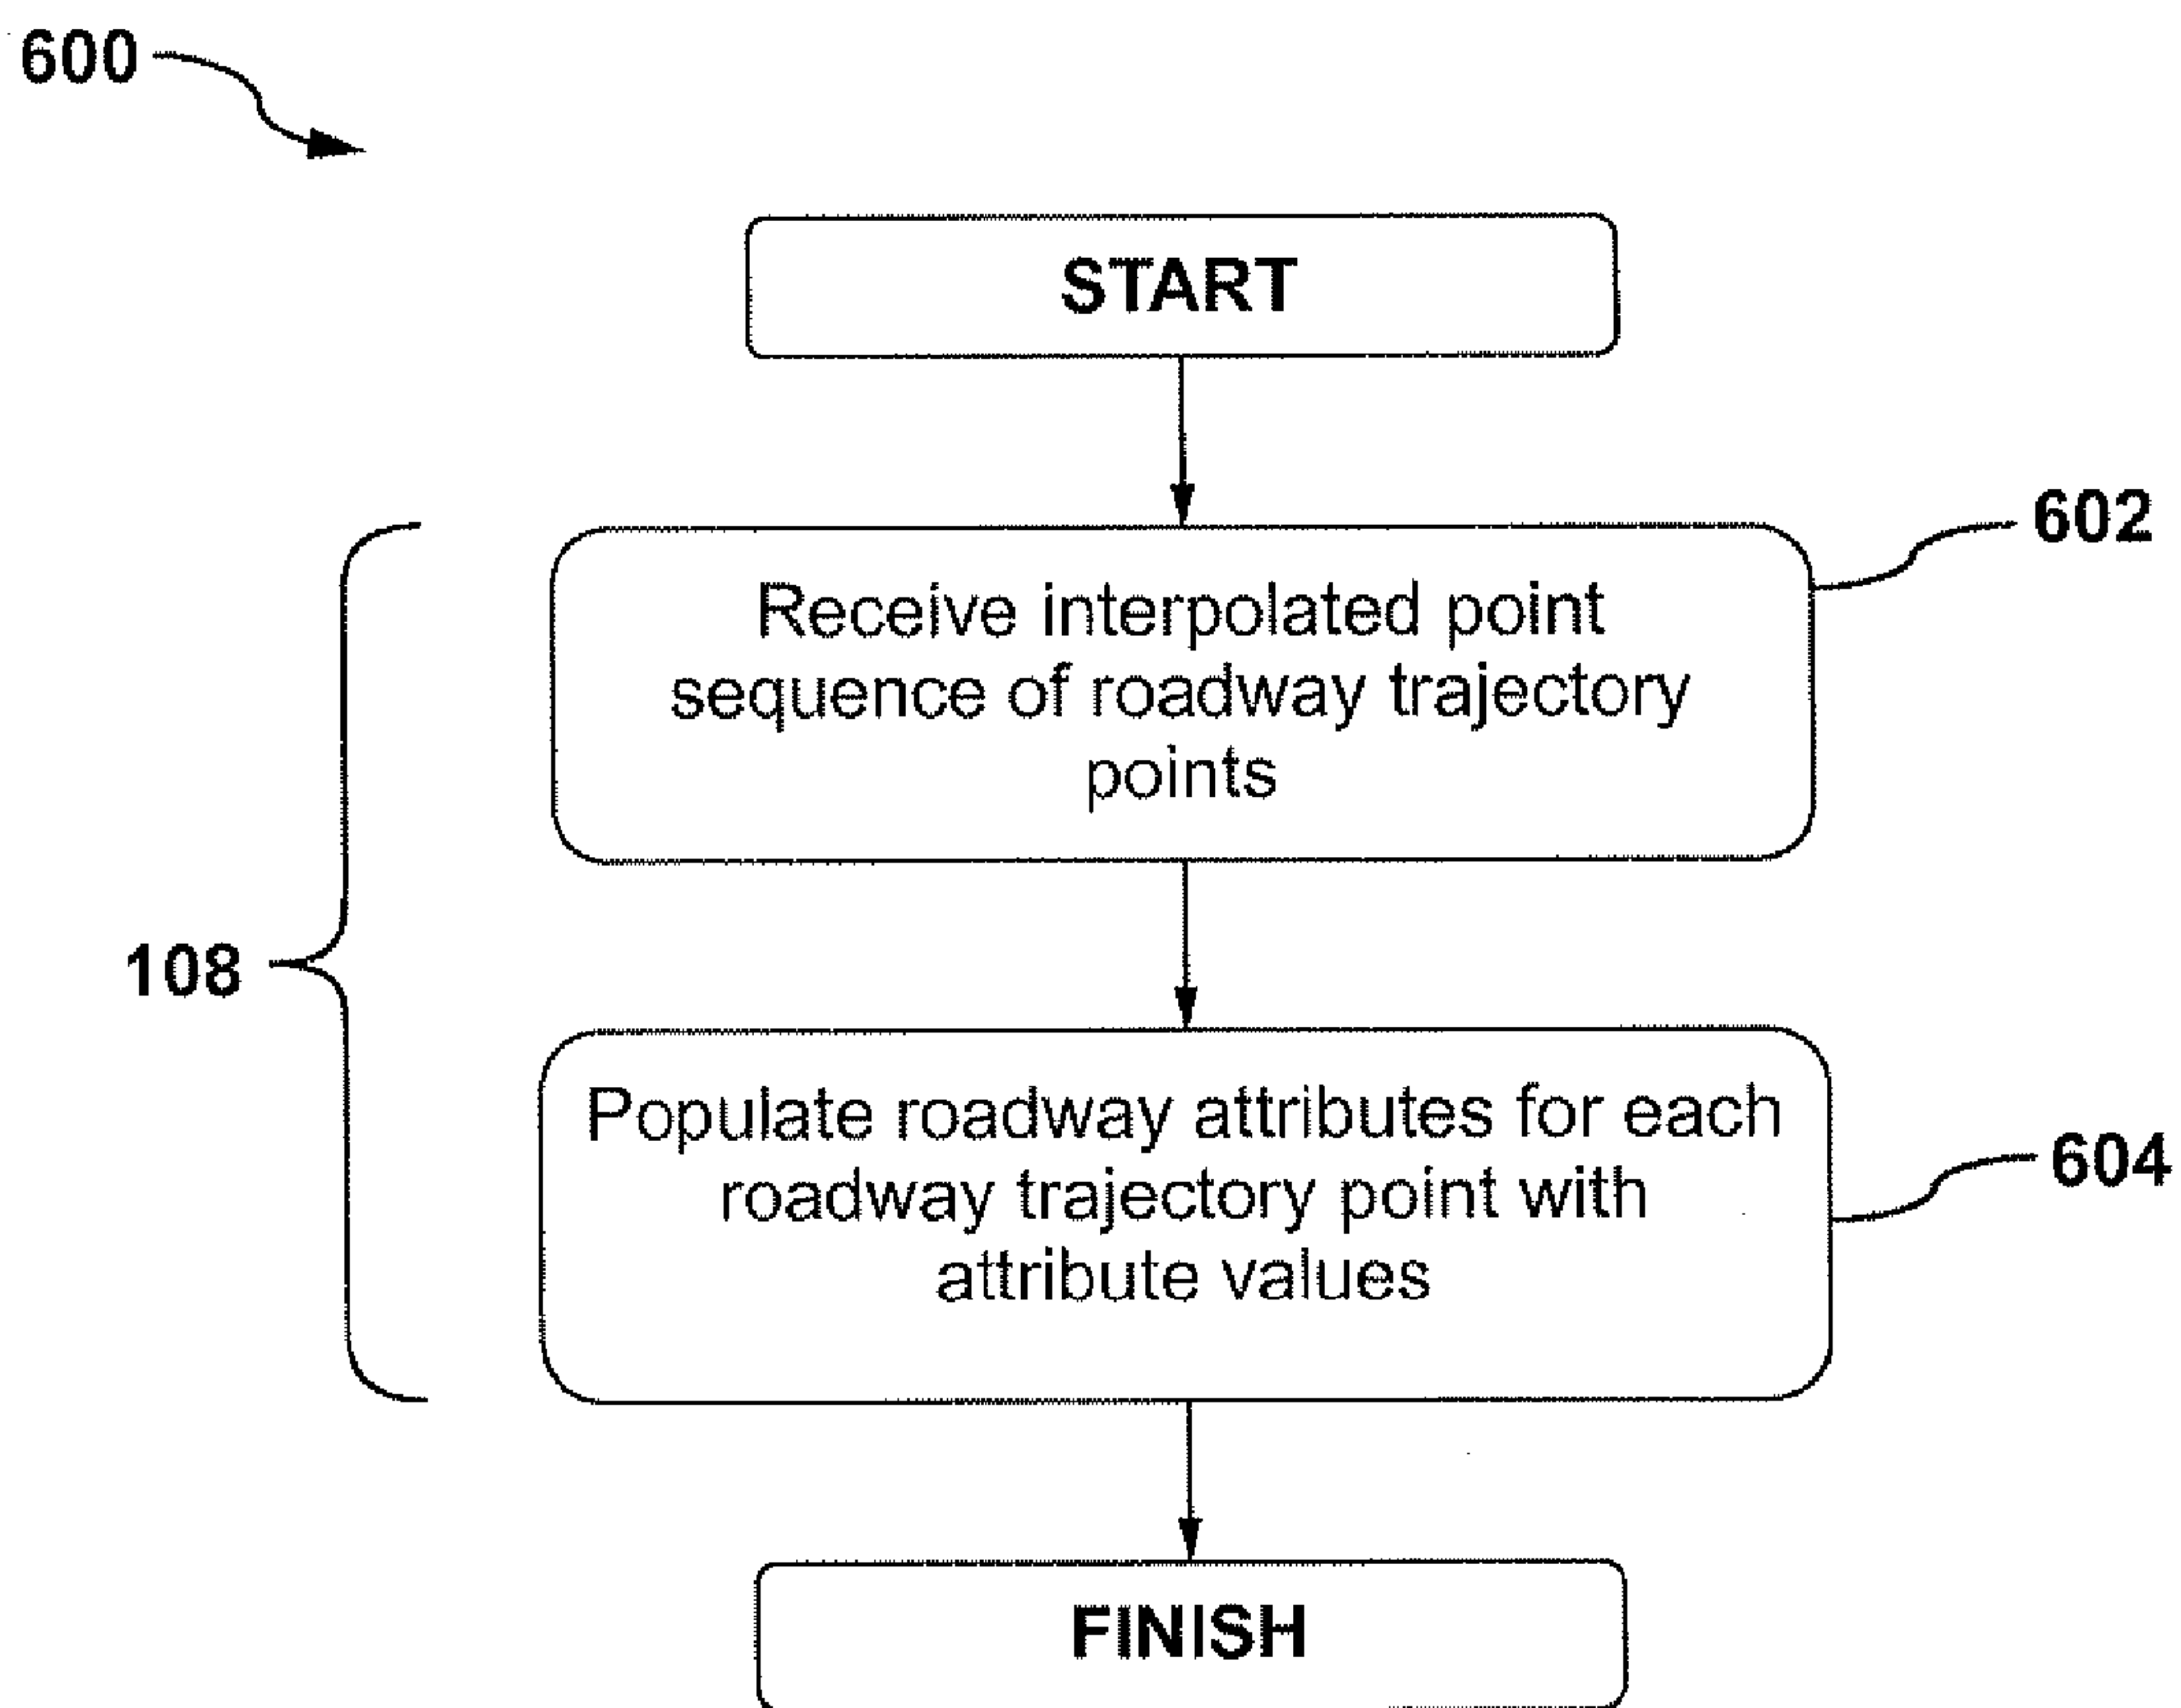 600
START
602
Receive interpolated point
sequence of roadway trajectory
points
108
Populate roadway attributes for each
roadway trajectory point with
attribute values
604
FINISH